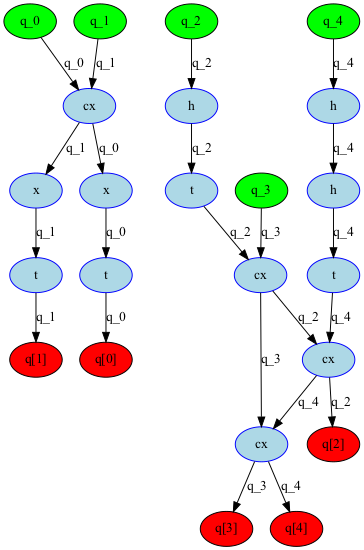 q_0 q_1 q_2 q_4
q_0 q_1 q_2 q_4
cx h h
q_1 q_0 q_2 q_4
x x t q_3 h
q_1 q_0 q_2 q_3 q_4
t t cx t
q_1 q_0 q_2 q_4
q[1] q[0] q_3 cx
q_4 q_2
cx q[2]
q_3 q_4
q[3] q[4]